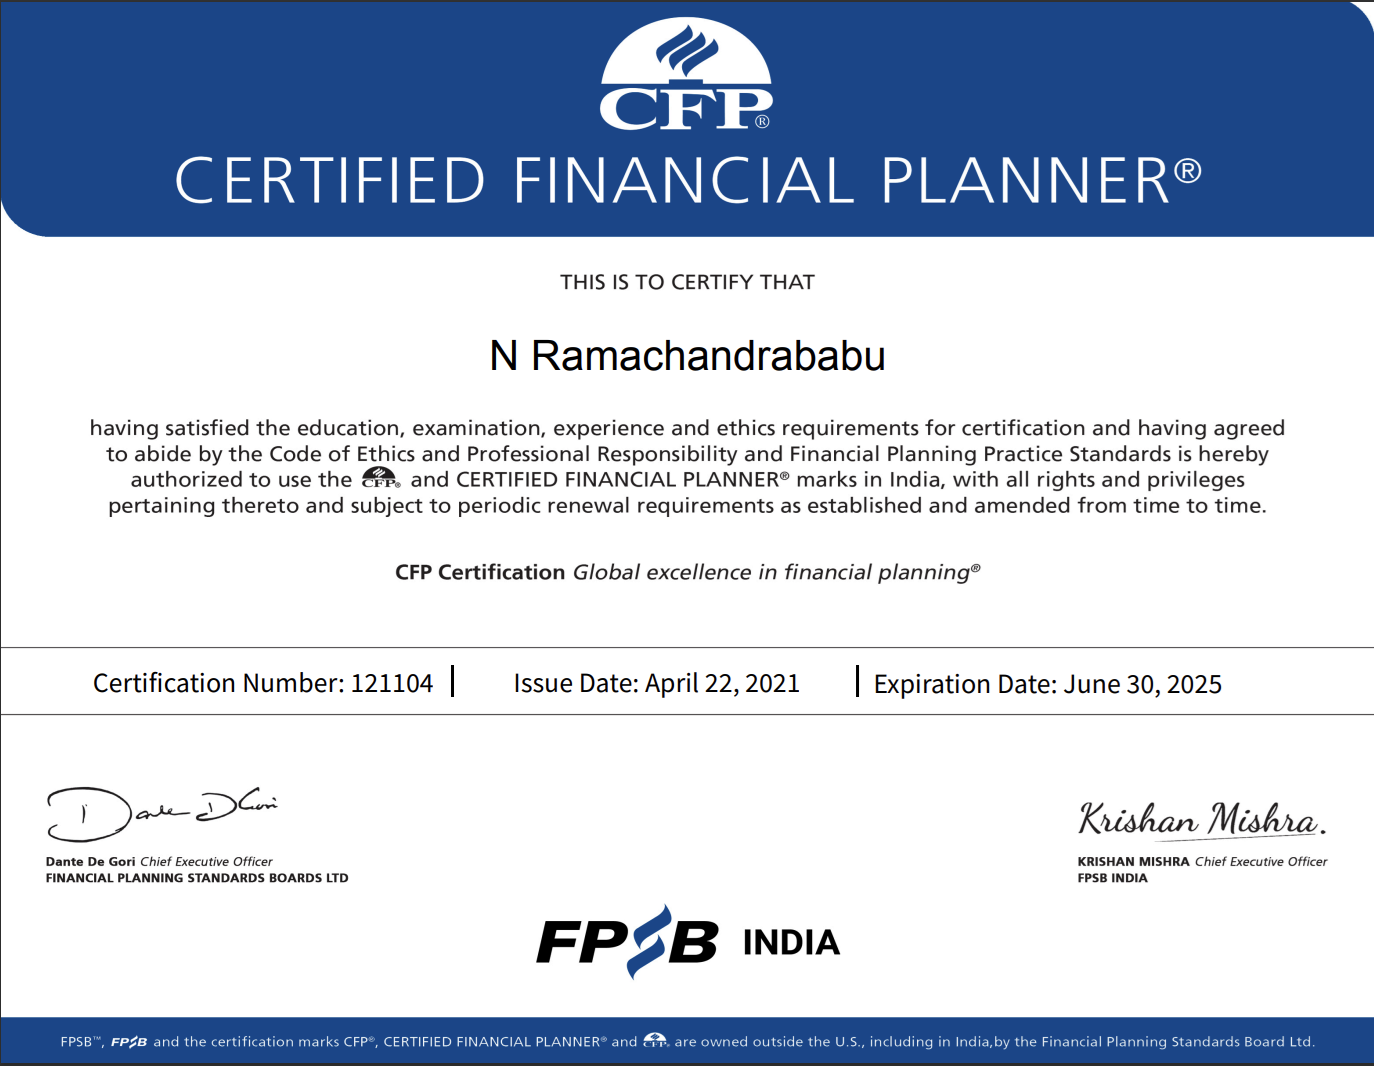 CFP®
CERTIFIED FINANCIAL PLANNER®
THIS IS TO CERTIFY THAT
N Ramachandrababu
having satisfied the education, examination, experience and ethics requirements for certification and having agreed
to abide by the Code of Ethics and Professional Responsibility and Financial Planning Practice Standards is hereby
authorized to use the CFP® and CERTIFIED FINANCIAL PLANNER® marks in India, with all rights and privileges
pertaining thereto and subject to periodic renewal requirements as established and amended from time to time.
CFP Certification Global excellence in financial planning®
Certification Number: 121104 | Issue Date: April 22, 2021 | Expiration Date: June 30, 2025
Dante De Gori
Krishan Mishra.
Dante De Gori Chief Executive Officer
FINANCIAL PLANNING STANDARDS BOARDS LTD
KRISHAN MISHRA Chief Executive Officer
FPSB INDIA
FPSB INDIA
FPSB™, FPSB and the certification marks CFP®, CERTIFIED FINANCIAL PLANNER® and CFP® are owned outside the U.S., including in India,by the Financial Planning Standards Board Ltd.